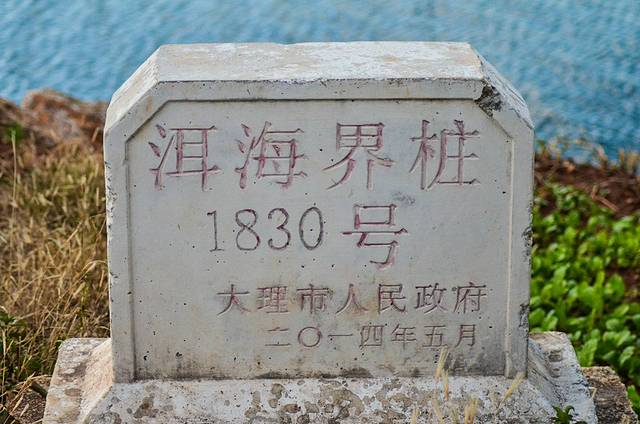 洱海界桩
1830号
大理市人民政府
二〇一四年五月